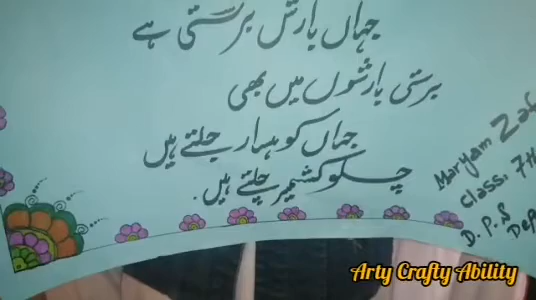 جہاں بارش برستی ہے
برستی بارشوں میں بھی
جہاں کوہسار جلتے ہیں
چلو کشمیر چلتے ہیں.
Maryam
Class: 7th
D.P.S
Arty Crafty Ability